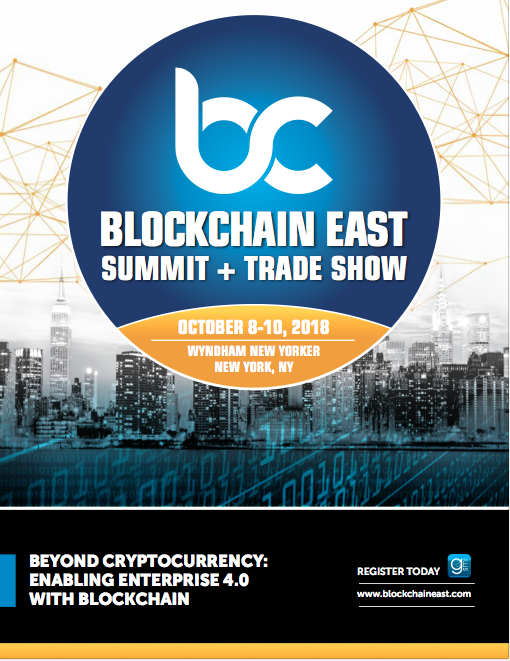 bc
BLOCKCHAIN EAST
SUMMIT + TRADE SHOW
OCTOBER 8-10, 2018
WYNDHAM NEW YORKER
NEW YORK, NY
BEYOND CRYPTOCURRENCY:
ENABLING ENTERPRISE 4.0
WITH BLOCKCHAIN
REGISTER TODAY
www.blockchaineast.com